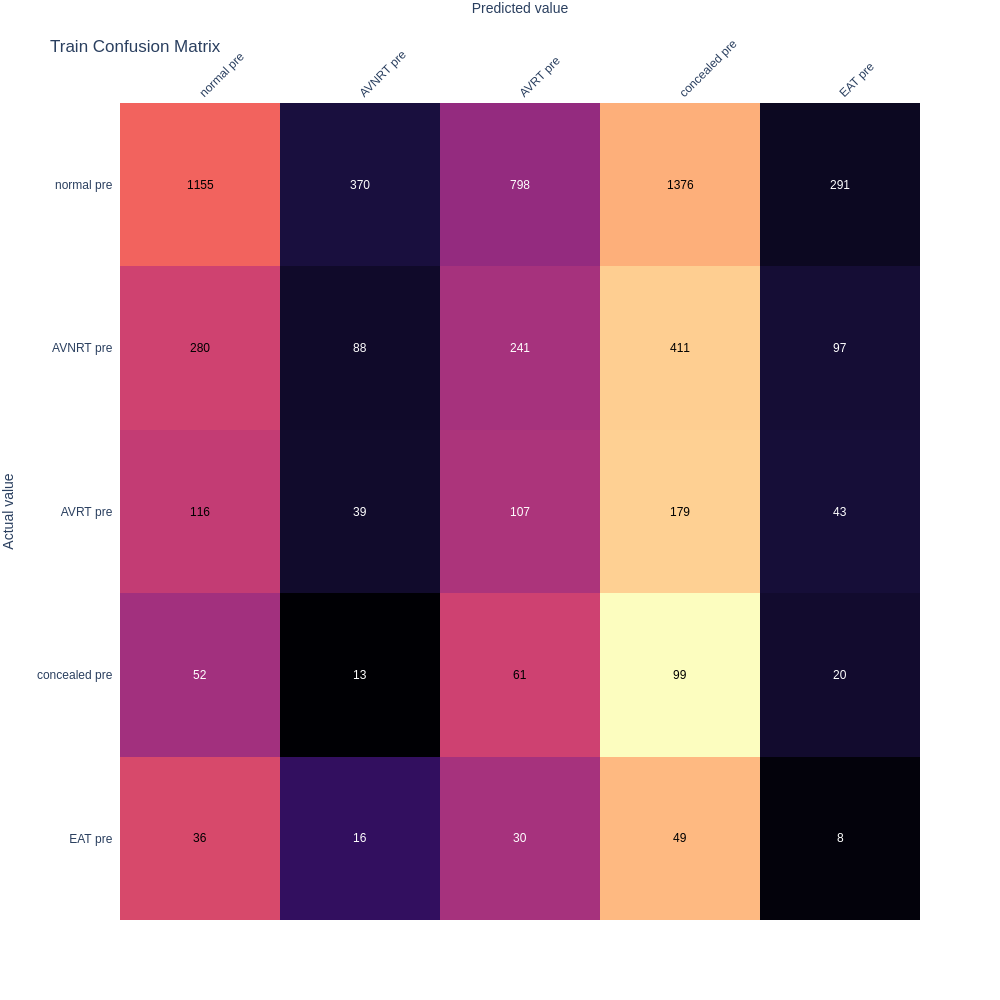 Predicted value
Train Confusion Matrix
normal pre AVNRT pre AVRT pre concealed pre EAT pre
normal pre 1155 370 798 1376 291
AVNRT pre 280 88 241 411 97
AVRT pre 116 39 107 179 43
concealed pre 52 13 61 99 20
EAT pre 36 16 30 49 8
Actual value